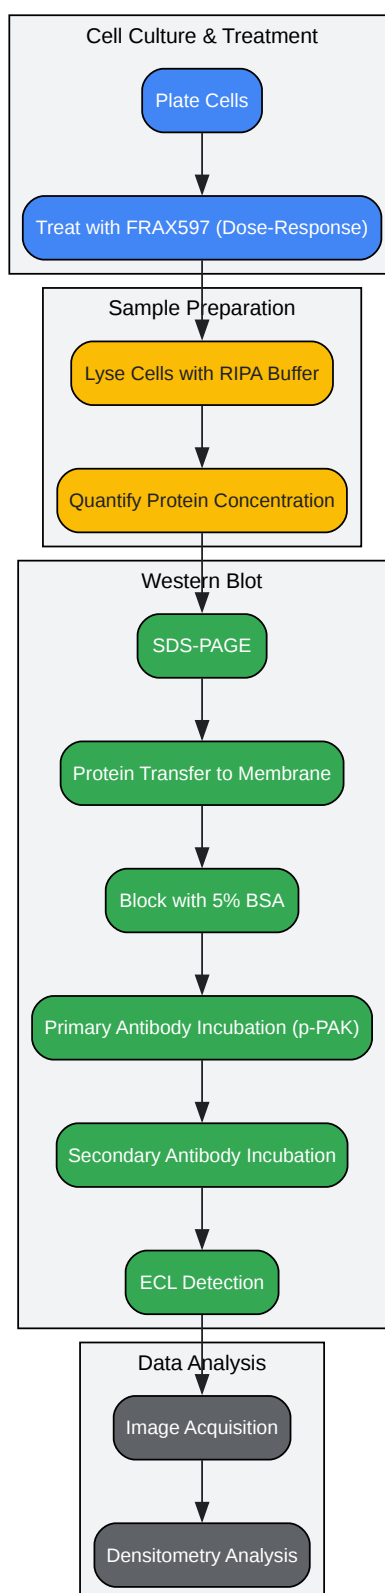 Cell Culture & Treatment
Plate Cells
Treat with FRAX597 (Dose-Response)
Sample Preparation
Lyse Cells with RIPA Buffer
Quantify Protein Concentration
Western Blot
SDS-PAGE
Protein Transfer to Membrane
Block with 5% BSA
Primary Antibody Incubation (p-PAK)
Secondary Antibody Incubation
ECL Detection
Data Analysis
Image Acquisition
Densitometry Analysis